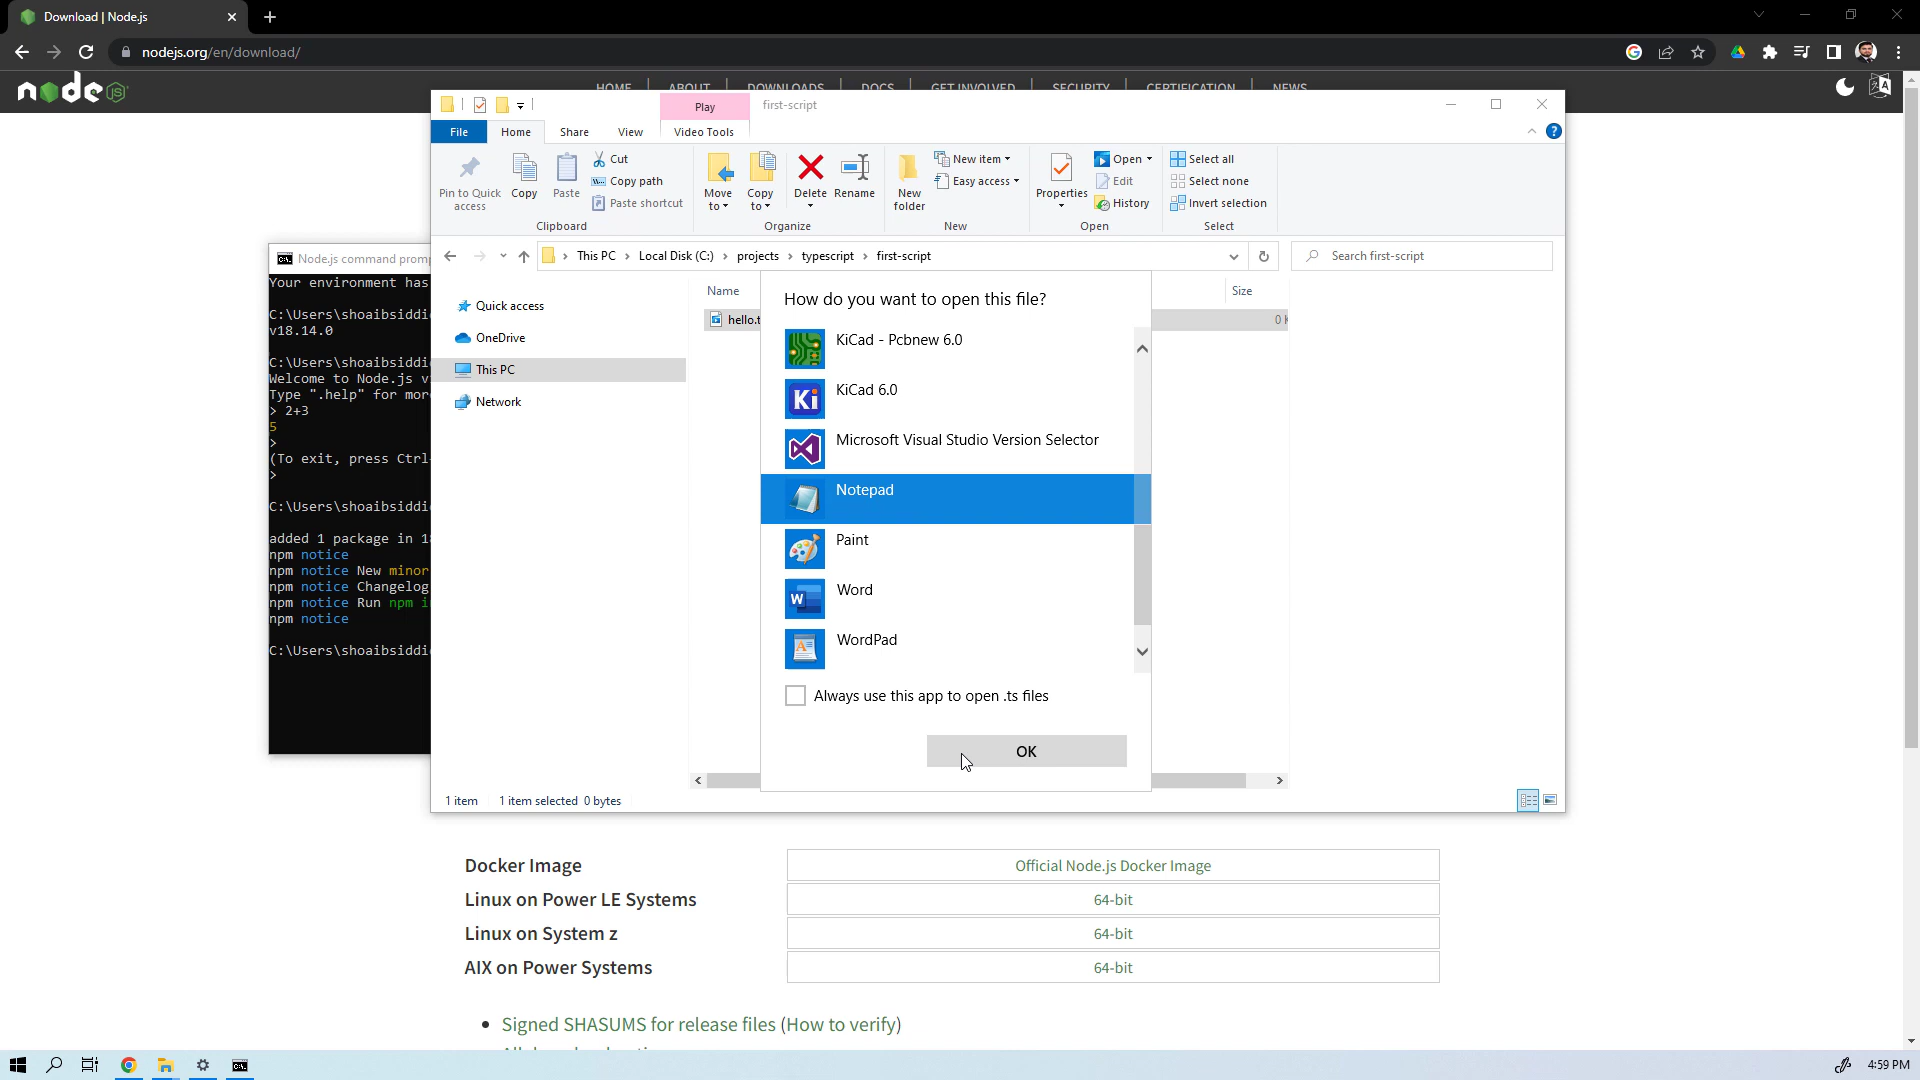 Download | Node.js
nodejs.org/en/download/
node JS
HOME ABOUT DOWNLOADS DOCS GET INVOLVED SECURITY CERTIFICATION NEWS
Play first-script
File Home Share View Video Tools
Pin to Quick access
Copy
Paste
Cut
Copy path
Paste shortcut
Move to
Copy to
Delete
Rename
New folder
New item
Easy access
Properties
Open
Edit
History
Select all
Select none
Invert selection
Clipboard Organize New Open Select
This PC > Local Disk (C:) > projects > typescript > first-script
Search first-script
Quick access
OneDrive
This PC
Network
Name Size
hello.t 0 K
How do you want to open this file?
KiCad - Pcbnew 6.0
KiCad 6.0
Microsoft Visual Studio Version Selector
Notepad
Paint
Word
WordPad
Always use this app to open .ts files
OK
1 item 1 item selected 0 bytes
Node.js command promp
Your environment has
C:\Users\shoaibsiddi
v18.14.0
C:\Users\shoaibsiddi
Welcome to Node.js v
Type ".help" for mor
> 2+3
5
>
(To exit, press Ctrl
>
C:\Users\shoaibsiddi
added 1 package in 1
npm notice
npm notice New minor
npm notice Changelog
npm notice Run npm i
npm notice
C:\Users\shoaibsiddi
Docker Image Official Node.js Docker Image
Linux on Power LE Systems 64-bit
Linux on System z 64-bit
AIX on Power Systems 64-bit
Signed SHASUMS for release files (How to verify)
4:59 PM